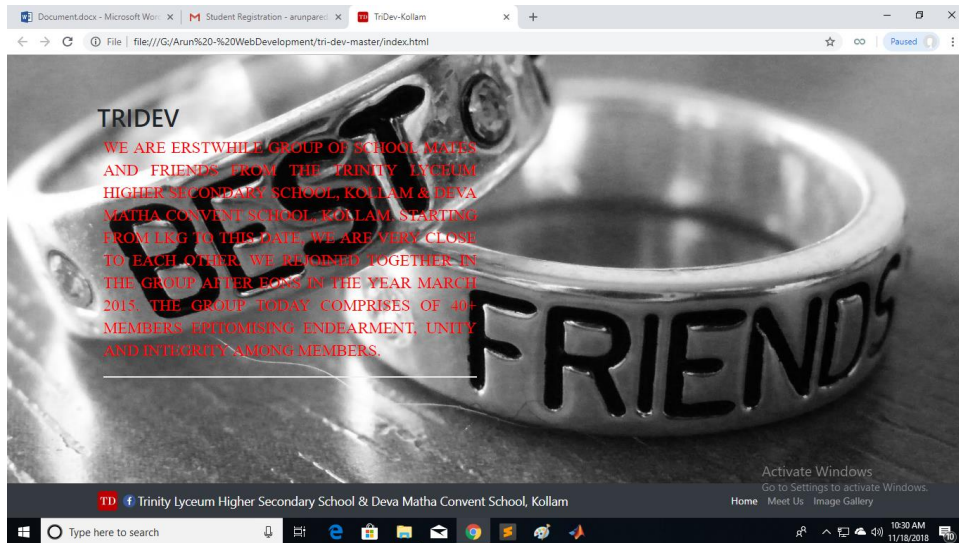 Document.docx - Microsoft Word
Student Registration - arunpared
TD TriDev-Kollam
File | file:///G:/Arun%20-%20WebDevelopment/tri-dev-master/index.html
Paused
BEST
FRIENDS
TRIDEV
WE ARE ERSTWHILE GROUP OF SCHOOL MATES
AND FRIENDS FROM THE TRINITY LYCEUM
HIGHER SECONDARY SCHOOL, KOLLAM & DEVA
MATHA CONVENT SCHOOL, KOLLAM STARTING
FROM LKG TO THIS DATE. WE ARE VERY CLOSE
TO EACH OTHER. WE REJOINED TOGETHER IN
THE GROUP AFTER EONS IN THE YEAR MARCH
2015. THE GROUP TODAY COMPRISES OF 40+
MEMBERS EPITOMISING ENDEARMENT, UNITY
AND INTEGRITY AMONG MEMBERS.
Activate Windows
Go to Settings to activate Windows.
TD Trinity Lyceum Higher Secondary School & Deva Matha Convent School, Kollam
Home Meet Us Image Gallery
Type here to search
10:30 AM
11/18/2018
10